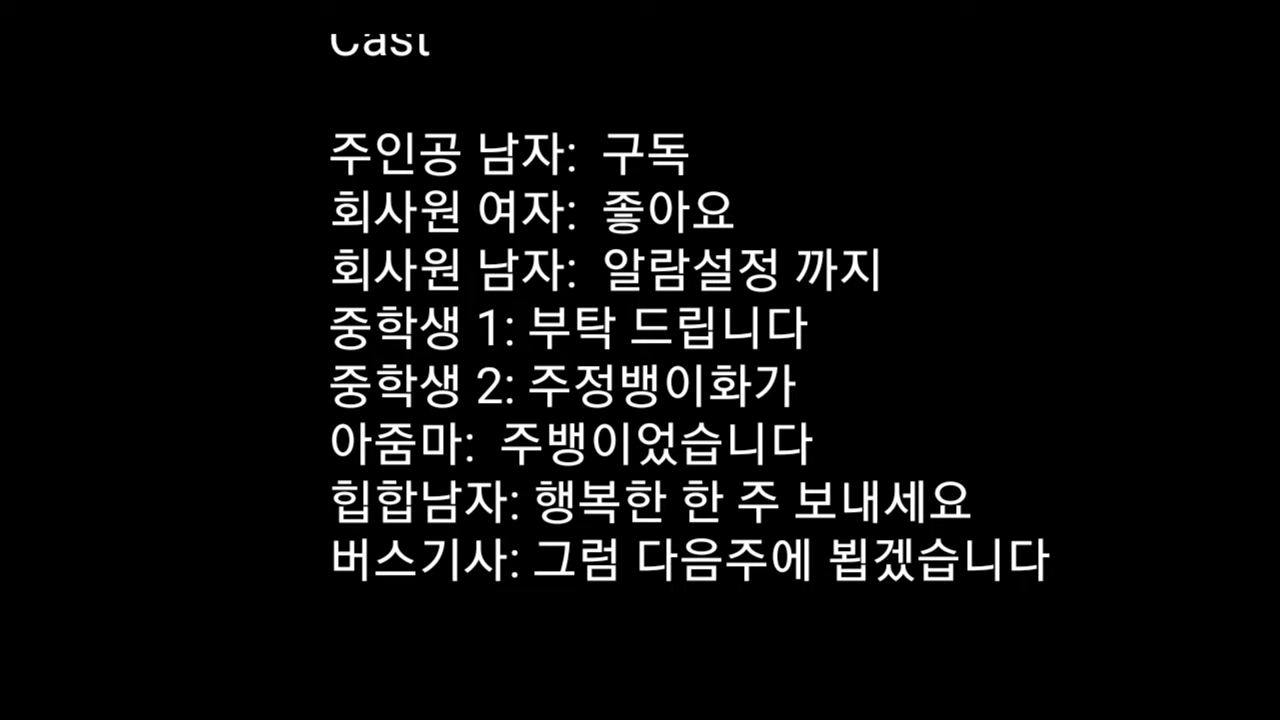 Cast
주인공 남자: 구독
회사원 여자: 좋아요
회사원 남자: 알람설정 까지
중학생 1: 부탁 드립니다
중학생 2: 주정뱅이화가
아줌마: 주뱅이었습니다
힙합남자: 행복한 한 주 보내세요
버스기사: 그럼 다음주에 뵙겠습니다